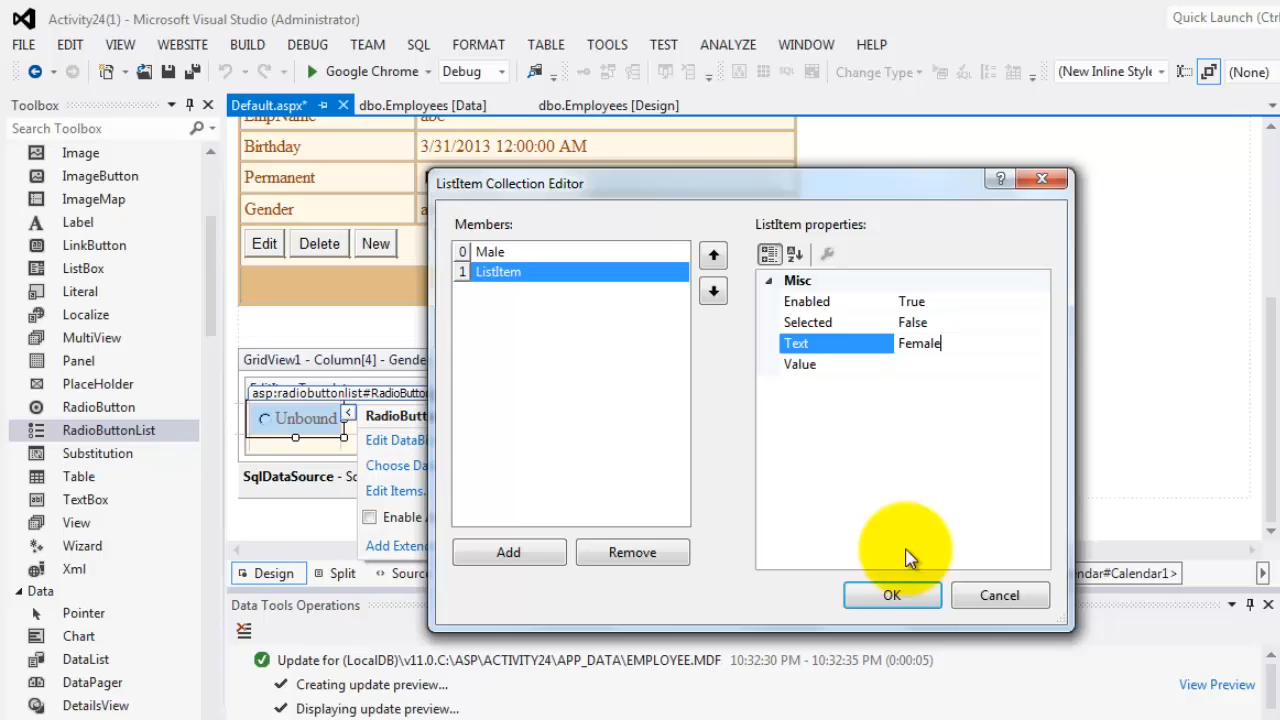 Activity24(1) - Microsoft Visual Studio (Administrator)
Quick Launch (Ctrl
FILE EDIT VIEW WEBSITE BUILD DEBUG TEAM SQL FORMAT TABLE TOOLS TEST ANALYZE WINDOW HELP
Google Chrome Debug Change Type (New Inline Style (None)
Toolbox
Default.aspx* dbo.Employees [Data] dbo.Employees [Design]
Search Toolbox
Image
ImageButton
ImageMap
Label
LinkButton
ListBox
Literal
Localize
MultiView
Panel
PlaceHolder
RadioButton
RadioButtonList
Substitution
Table
TextBox
View
Wizard
Xml
Data
Pointer
Chart
DataList
DataPager
DetailsView
EmpName abc
Birthday 3/31/2013 12:00:00 AM
Permanent
Gender a
Edit Delete New
GridView1 - Column[4] - Gende
EditItemTemplate
asp:radiobuttonlist#RadioButton
Unbound
RadioButt
Edit DataB
Choose Da
Edit Items.
Enable A
Add Exten
SqlDataSource - Sc
ListItem Collection Editor
Members:
0 Male
1 ListItem
Add Remove
ListItem properties:
Misc
Enabled True
Selected False
Text Female
Value
OK Cancel
Design Split Source
endar#Calendar1>
Data Tools Operations
Update for (LocalDB)\v11.0.C:\ASP\ACTIVITY24\APP_DATA\EMPLOYEE.MDF 10:32:30 PM - 10:32:35 PM (0:00:05)
Creating update preview...
View Preview
Displaying update preview...